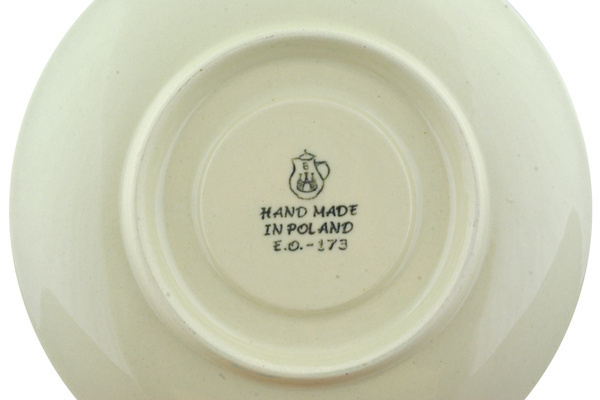 B
HAND MADE
IN POLAND
E.O.-173